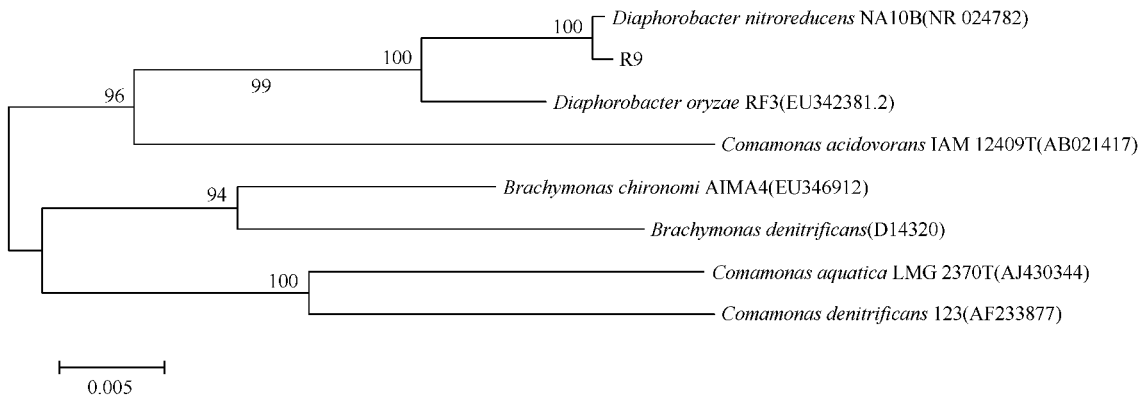 Diaphorobacter nitroreducens NA10B(NR 024782)
100
R9
100
99
96
Diaphorobacter oryzae RF3(EU342381.2)
Comamonas acidovorans IAM 12409T(AB021417)
Brachymonas chironomi AIMA4(EU346912)
94
Brachymonas denitrificans(D14320)
Comamonas aquatica LMG 2370T(AJ430344)
100
Comamonas denitrificans 123(AF233877)
0.005